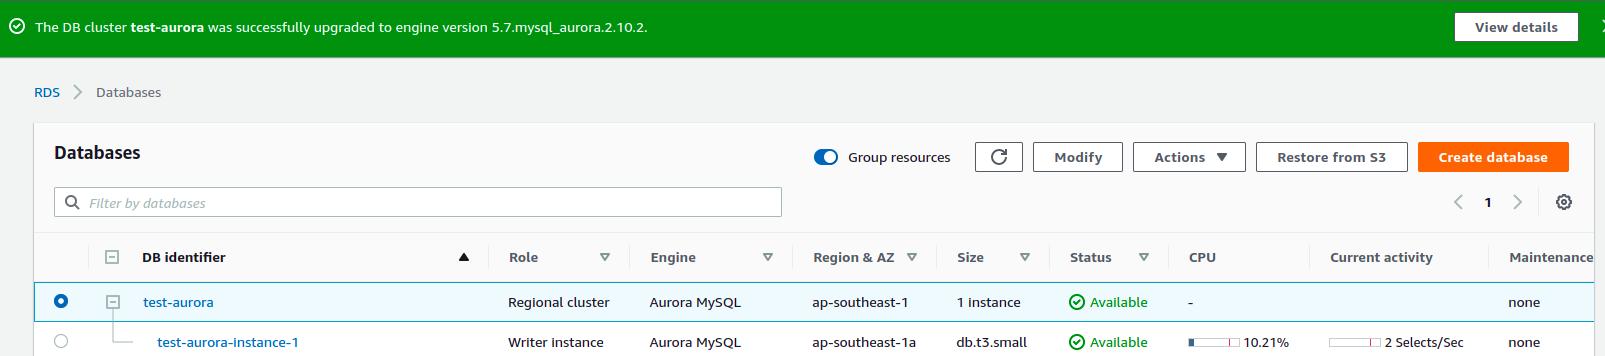 The DB cluster test-aurora was successfully upgraded to engine version 5.7.mysql_aurora.2.10.2.
View details
RDS Databases
Databases
Group resources
Modify
Actions
Restore from S3
Create database
Filter by databases
1
DB identifier Role Engine Region & AZ Size Status CPU Current activity Maintenance
test-aurora Regional cluster Aurora MySQL ap-southeast-1 1 instance Available - none
test-aurora-instance-1 Writer instance Aurora MySQL ap-southeast-1a db.t3.small Available 10.21% 2 Selects/Sec none